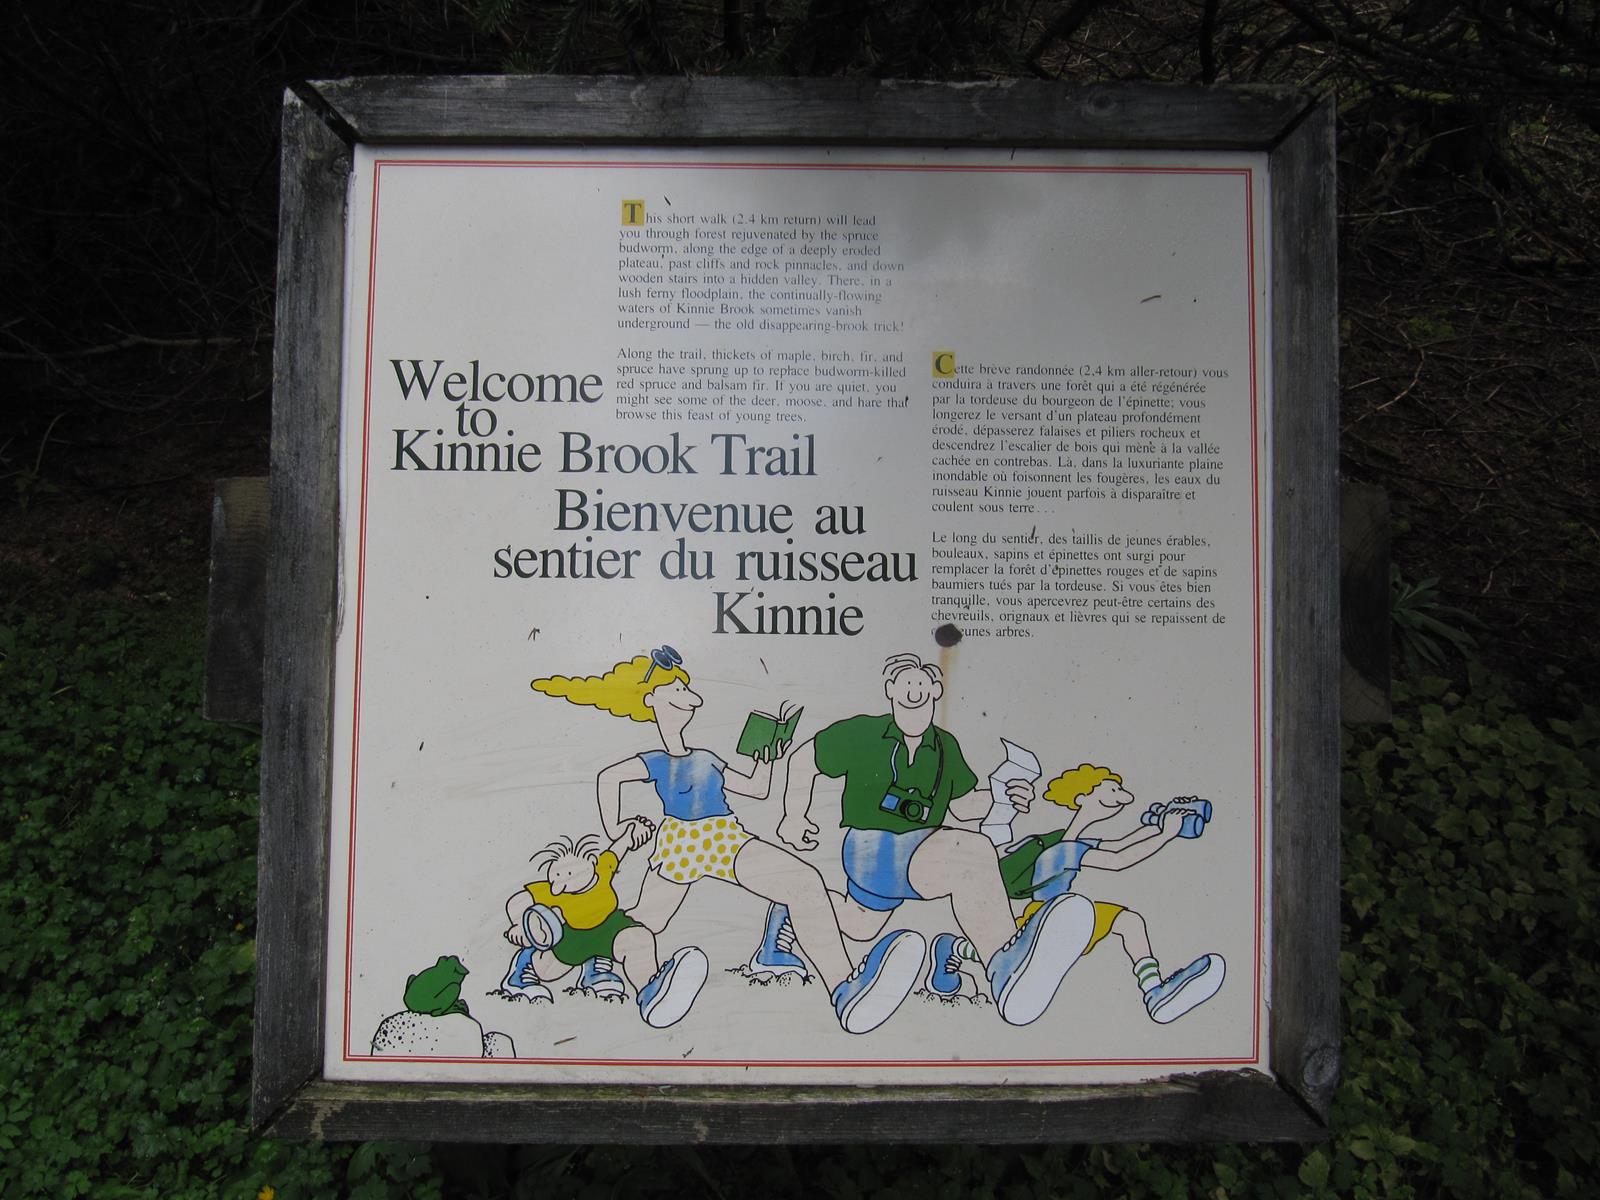 This short walk (2.4 km return) will lead
you through forest rejuvenated by the spruce
budworm, along the edge of a deeply eroded
plateau, past cliffs and rock pinnacles, and down
wooden stairs into a hidden valley. There, in a
lush ferny floodplain, the continually-flowing
waters of Kinnie Brook sometimes vanish
underground — the old disappearing-brook trick!
Along the trail, thickets of maple, birch, fir, and
spruce have sprung up to replace budworm-killed
red spruce and balsam fir. If you are quiet, you
might see some of the deer, moose, and hare that
browse this feast of young trees.
Welcome
to
Kinnie Brook Trail
Bienvenue au
sentier du ruisseau
Kinnie
Cette brève randonnée (2,4 km aller-retour) vous
conduira à travers une forêt qui a été régénérée
par la tordeuse du bourgeon de l'épinette; vous
longerez le versant d'un plateau profondément
érodé, dépasserez falaises et piliers rocheux et
descendrez l'escalier de bois qui mène à la vallée
cachée en contrebas. Là, dans la luxuriante plaine
inondable où foisonnent les fougères, les eaux du
ruisseau Kinnie jouent parfois à disparaître et
coulent sous terre . . .
Le long du sentier, des taillis de jeunes érables,
bouleaux, sapins et épinettes ont surgi pour
remplacer la forêt d'épinettes rouges et de sapins
baumiers tués par la tordeuse. Si vous êtes bien
tranquille, vous apercevrez peut-être certains des
chevreuils, orignaux et lièvres qui se repaissent de
jeunes arbres.